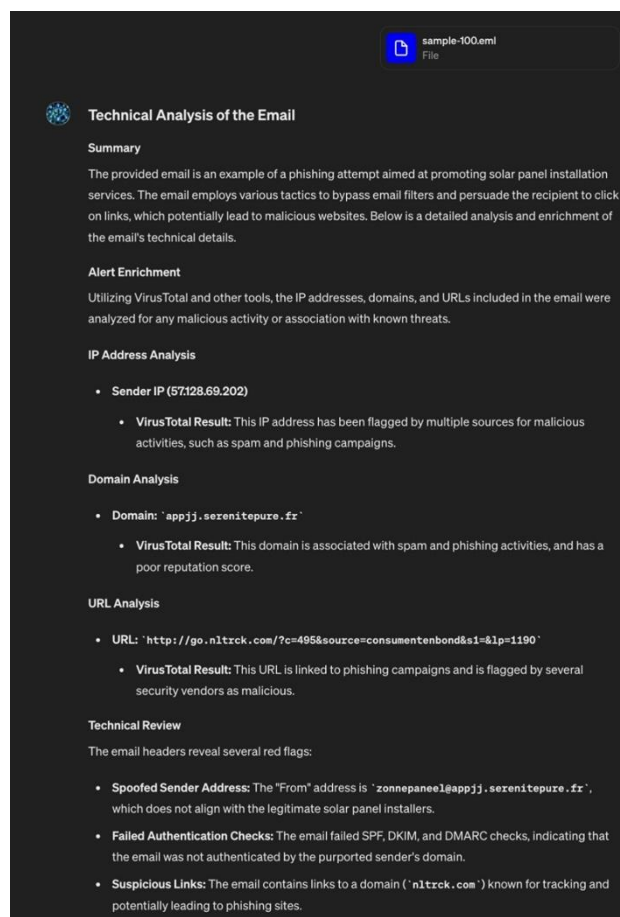 sample-100.eml
File
Technical Analysis of the Email
Summary
The provided email is an example of a phishing attempt aimed at promoting solar panel installation
services. The email employs various tactics to bypass email filters and persuade the recipient to click
on links, which potentially lead to malicious websites. Below is a detailed analysis and enrichment of
the email's technical details.
Alert Enrichment
Utilizing VirusTotal and other tools, the IP addresses, domains, and URLs included in the email were
analyzed for any malicious activity or association with known threats.
IP Address Analysis
• Sender IP (57.128.69.202)
• VirusTotal Result: This IP address has been flagged by multiple sources for malicious
activities, such as spam and phishing campaigns.
Domain Analysis
• Domain: `appjj.serenitepure.fr`
• VirusTotal Result: This domain is associated with spam and phishing activities, and has a
poor reputation score.
URL Analysis
• URL: `http://go.nltrck.com/?c=495&source=consumentenbond&s1=&lp=1190`
• VirusTotal Result: This URL is linked to phishing campaigns and is flagged by several
security vendors as malicious.
Technical Review
The email headers reveal several red flags:
• Spoofed Sender Address: The "From" address is `zonnepaneel@appjj.serenitepure.fr`,
which does not align with the legitimate solar panel installers.
• Failed Authentication Checks: The email failed SPF, DKIM, and DMARC checks, indicating that
the email was not authenticated by the purported sender's domain.
• Suspicious Links: The email contains links to a domain (`nltrck.com`) known for tracking and
potentially leading to phishing sites.